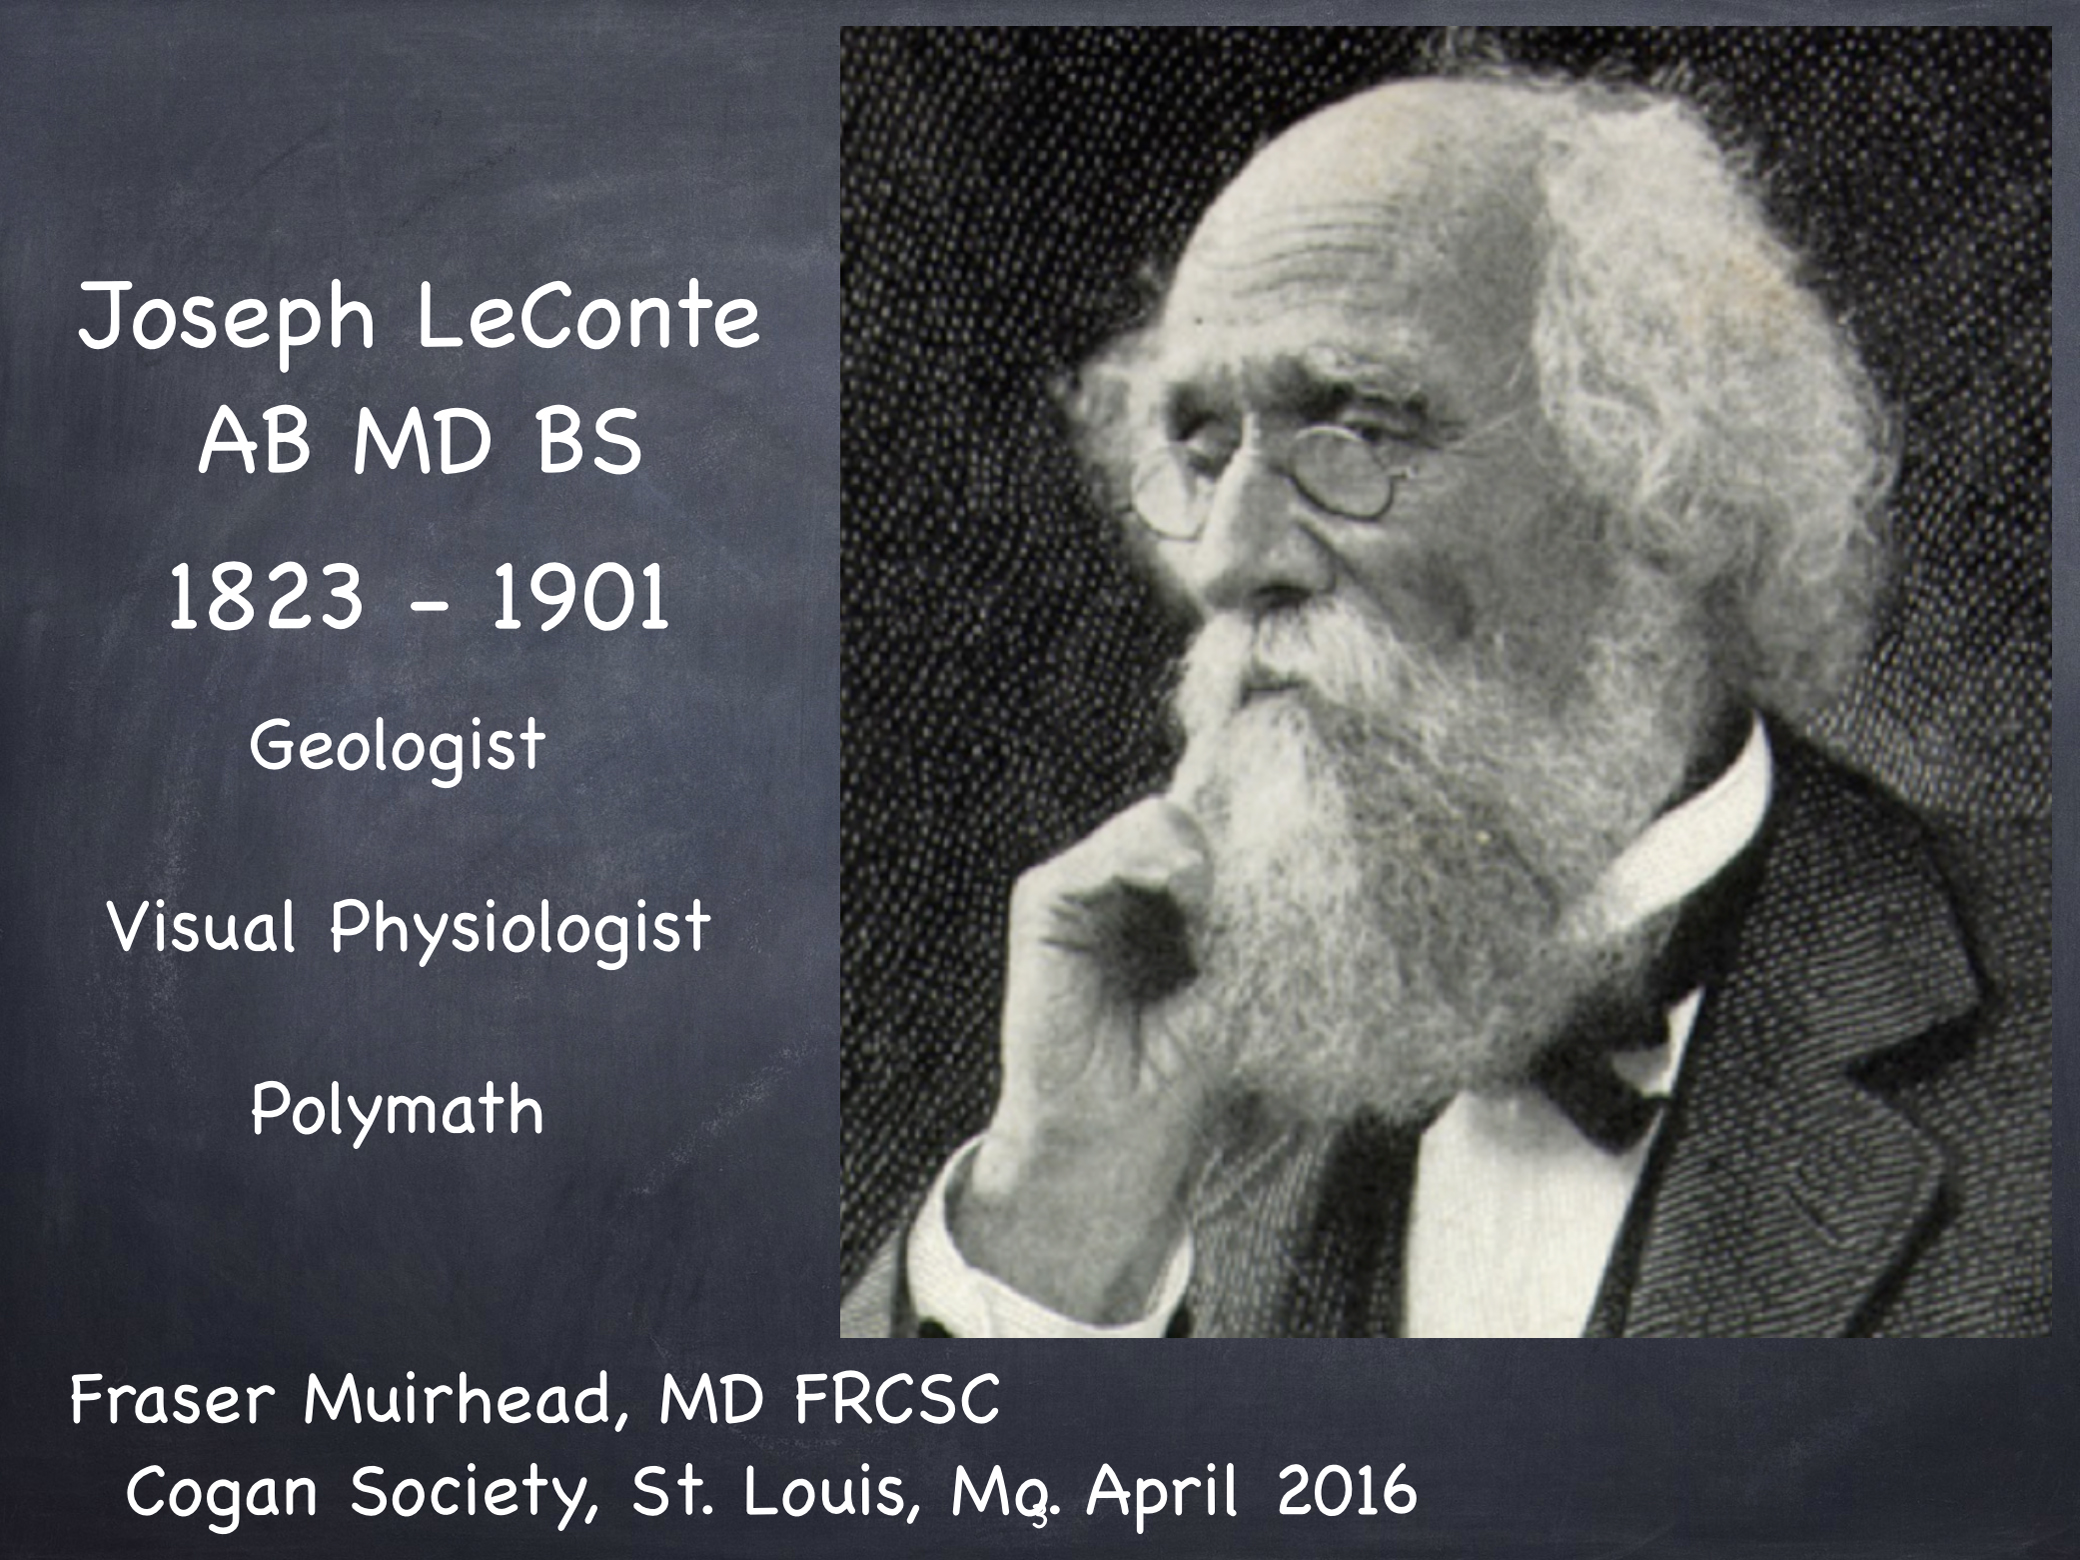 Joseph LeConte
AB MD BS
1823 - 1901
Geologist
Visual Physiologist
Polymath
Fraser Muirhead, MD FRCSC
Cogan Society, St. Louis, Mo. April 2016
3